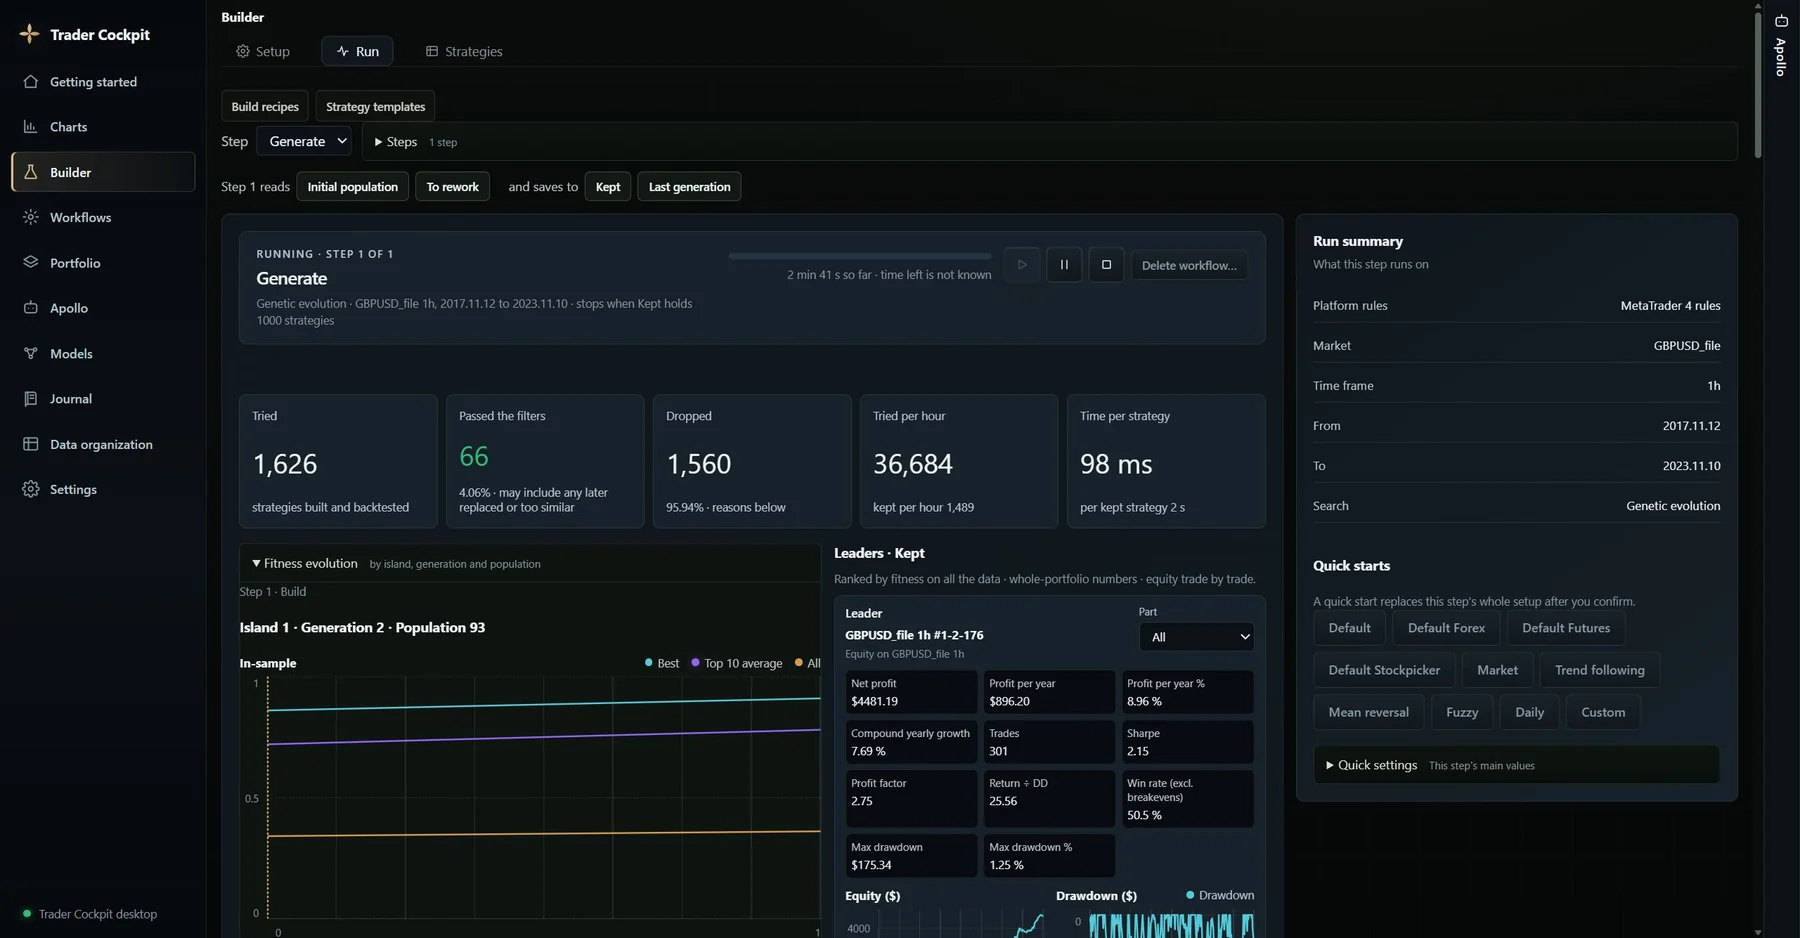 Trader Cockpit
Getting started
Charts
Builder
Workflows
Portfolio
Apollo
Models
Journal
Data organization
Settings
Trader Cockpit desktop
Builder
Setup
Run
Strategies
Build recipes
Strategy templates
Step
Generate
Steps
1 step
Step 1 reads
Initial population
To rework
and saves to
Kept
Last generation
RUNNING · STEP 1 OF 1
Generate
Genetic evolution · GBPUSD_file 1h, 2017.11.12 to 2023.11.10 · stops when Kept holds
1000 strategies
2 min 41 s so far · time left is not known
Delete workflow...
Tried
1,626
strategies built and backtested
Passed the filters
66
4.06% · may include any later
replaced or too similar
Dropped
1,560
95.94% · reasons below
Tried per hour
36,684
kept per hour 1,489
Time per strategy
98 ms
per kept strategy 2 s
Fitness evolution
by island, generation and population
Step 1 · Build
Island 1 · Generation 2 · Population 93
In-sample
Best
Top 10 average
All
1
0.5
0
0
1
Leaders · Kept
Ranked by fitness on all the data · whole-portfolio numbers · equity trade by trade.
Leader
GBPUSD_file 1h #1-2-176
Equity on GBPUSD_file 1h
Part
All
Net profit
$4481.19
Profit per year
$896.20
Profit per year %
8.96 %
Compound yearly growth
7.69 %
Trades
301
Sharpe
2.15
Profit factor
2.75
Return ÷ DD
25.56
Win rate (excl.
breakevens)
50.5 %
Max drawdown
$175.34
Max drawdown %
1.25 %
Equity ($)
4000
Drawdown ($)
Drawdown
0
Run summary
What this step runs on
Platform rules
MetaTrader 4 rules
Market
GBPUSD_file
Time frame
1h
From
2017.11.12
To
2023.11.10
Search
Genetic evolution
Quick starts
A quick start replaces this step's whole setup after you confirm.
Default
Default Forex
Default Futures
Default Stockpicker
Market
Trend following
Mean reversal
Fuzzy
Daily
Custom
Quick settings
This step's main values
Apollo